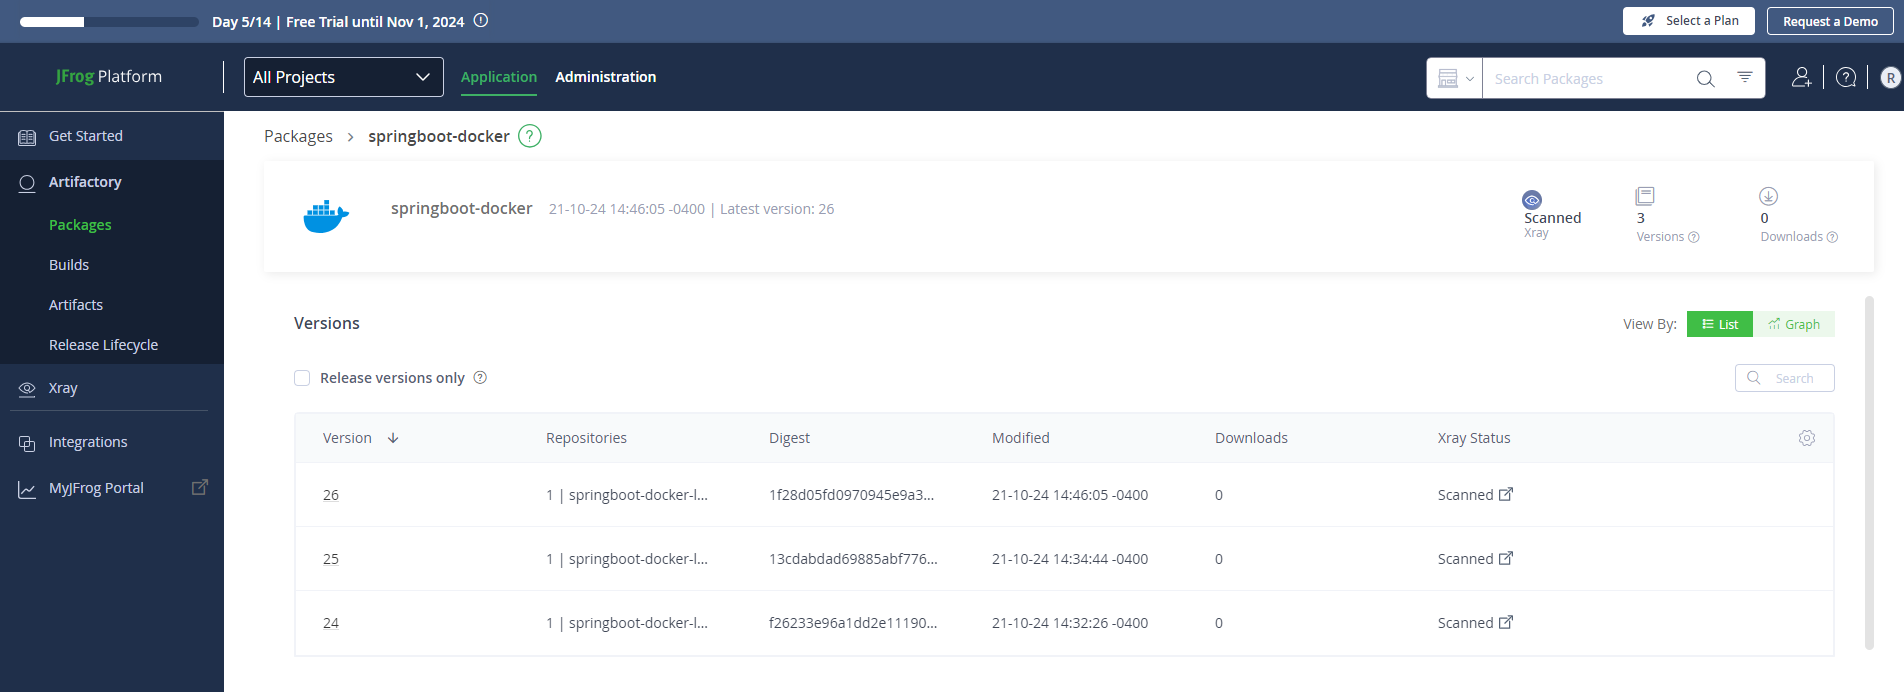 Day 5/14 | Free Trial until Nov 1, 2024
Select a Plan
Request a Demo
JFrog Platform
All Projects
Application
Administration
Search Packages
R
Get Started
Artifactory
Packages
Builds
Artifacts
Release Lifecycle
Xray
Integrations
MyJFrog Portal
Packages > springboot-docker ?
springboot-docker 21-10-24 14:46:05 -0400 | Latest version: 26
Scanned
Xray
3
Versions
0
Downloads
Versions
View By: List Graph
Release versions only
Search
Version Repositories Digest Modified Downloads Xray Status
26 1 | springboot-docker-l... 1f28d05fd0970945e9a3... 21-10-24 14:46:05 -0400 0 Scanned
25 1 | springboot-docker-l... 13cdabdad69885abf776... 21-10-24 14:34:44 -0400 0 Scanned
24 1 | springboot-docker-l... f26233e96a1dd2e11190... 21-10-24 14:32:26 -0400 0 Scanned